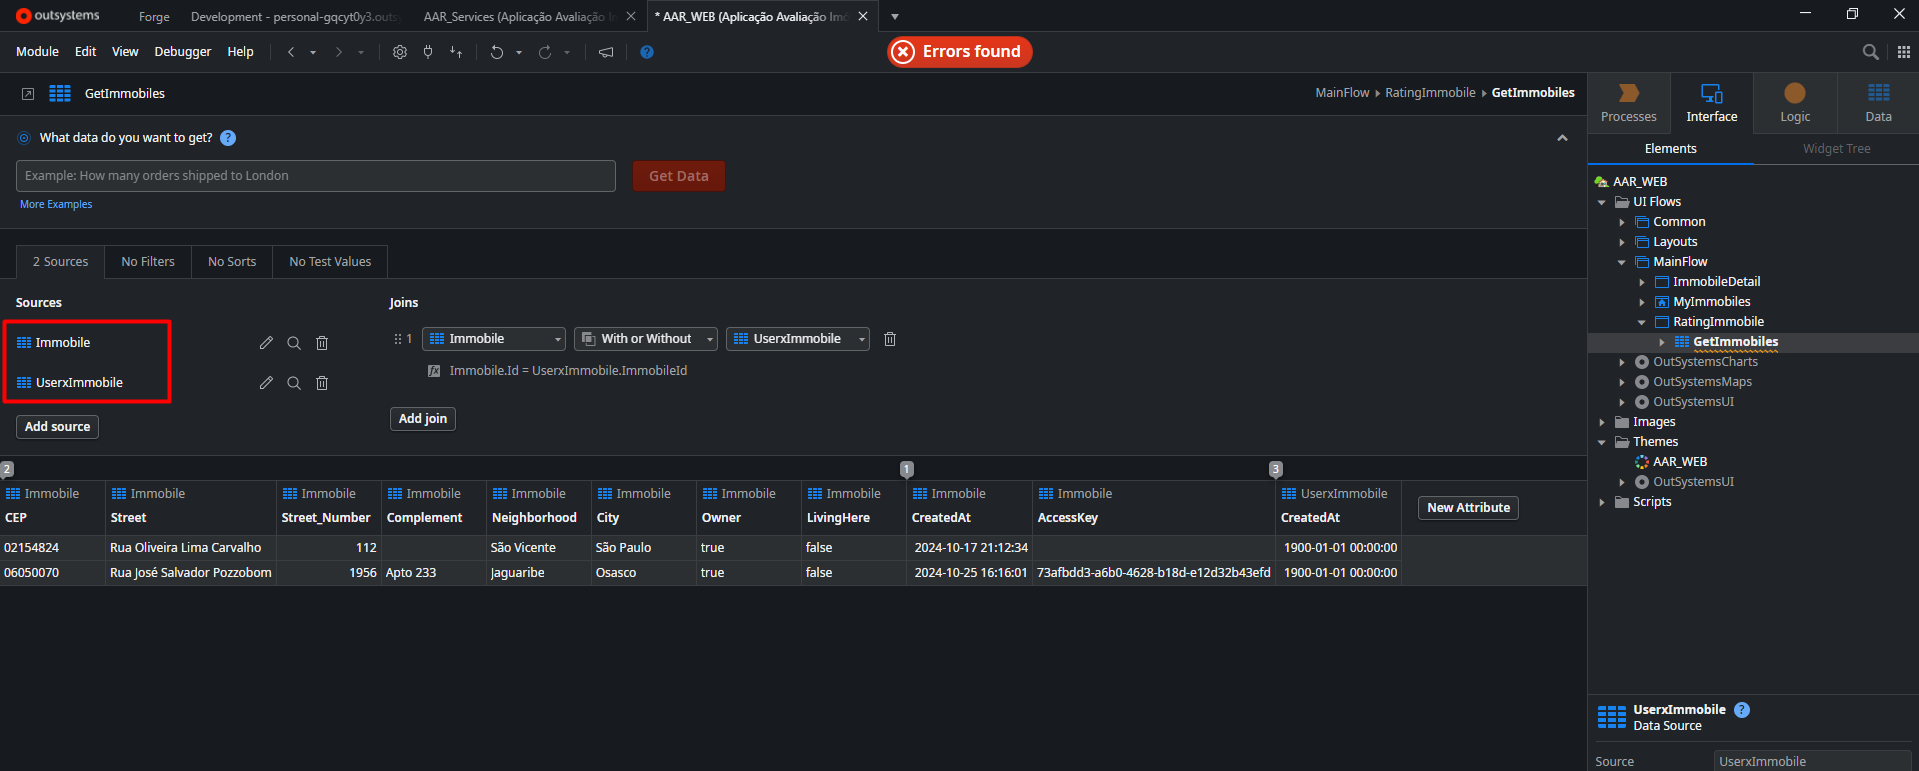 outsystems
Forge
Development - personal-gqcyt0y3.outsy
AAR_Services (Aplicação Avaliação In
* AAR_WEB (Aplicação Avaliação Imó
Module Edit View Debugger Help
Errors found
GetImmobiles
MainFlow RatingImmobile GetImmobiles
What data do you want to get? ?
Example: How many orders shipped to London
Get Data
More Examples
2 Sources No Filters No Sorts No Test Values
Sources
Joins
Immobile
1 Immobile With or Without UserxImmobile
Immobile.Id = UserxImmobile.ImmobileId
UserxImmobile
Add source
Add join
2 1 3
Immobile Immobile Immobile Immobile Immobile Immobile Immobile Immobile Immobile Immobile UserxImmobile
CEP Street Street_Number Complement Neighborhood City Owner LivingHere CreatedAt AccessKey CreatedAt
New Attribute
02154824 Rua Oliveira Lima Carvalho 112 São Vicente São Paulo true false 2024-10-17 21:12:34 1900-01-01 00:00:00
06050070 Rua José Salvador Pozzobom 1956 Apto 233 Jaguaribe Osasco true false 2024-10-25 16:16:01 73afbdd3-a6b0-4628-b18d-e12d32b43efd 1900-01-01 00:00:00
Processes Interface Logic Data
Elements Widget Tree
AAR_WEB
UI Flows
Common
Layouts
MainFlow
ImmobileDetail
MyImmobiles
RatingImmobile
GetImmobiles
OutSystemsCharts
OutSystemsMaps
OutSystemsUI
Images
Themes
AAR_WEB
OutSystemsUI
Scripts
UserxImmobile ?
Data Source
Source UserxImmobile